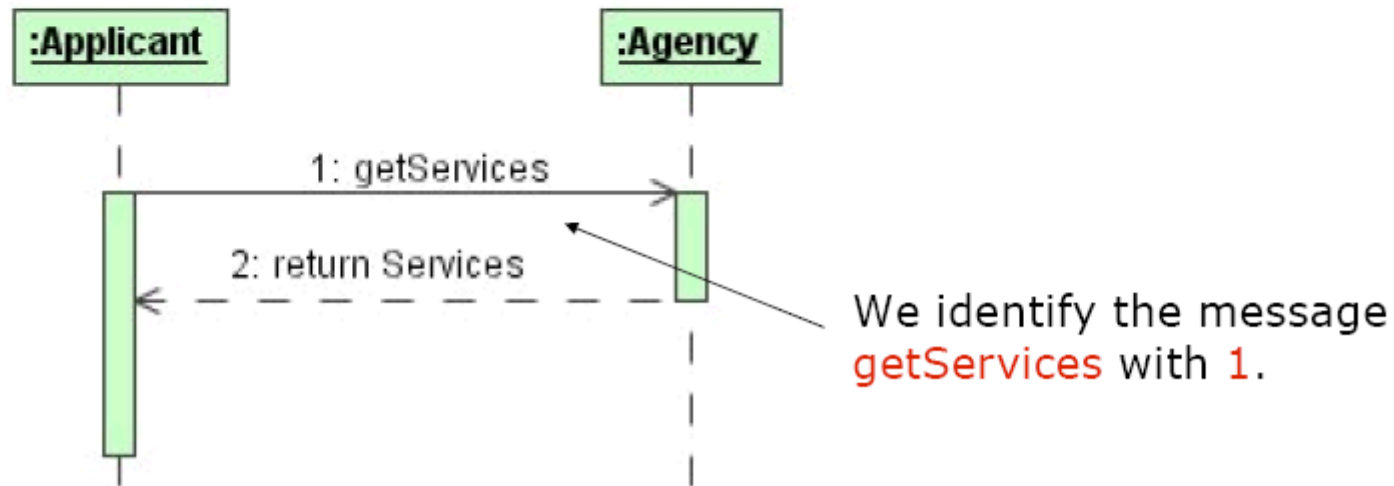 :Applicant
:Agency
1: getServices
2: return Services
We identify the message
getServices with 1.